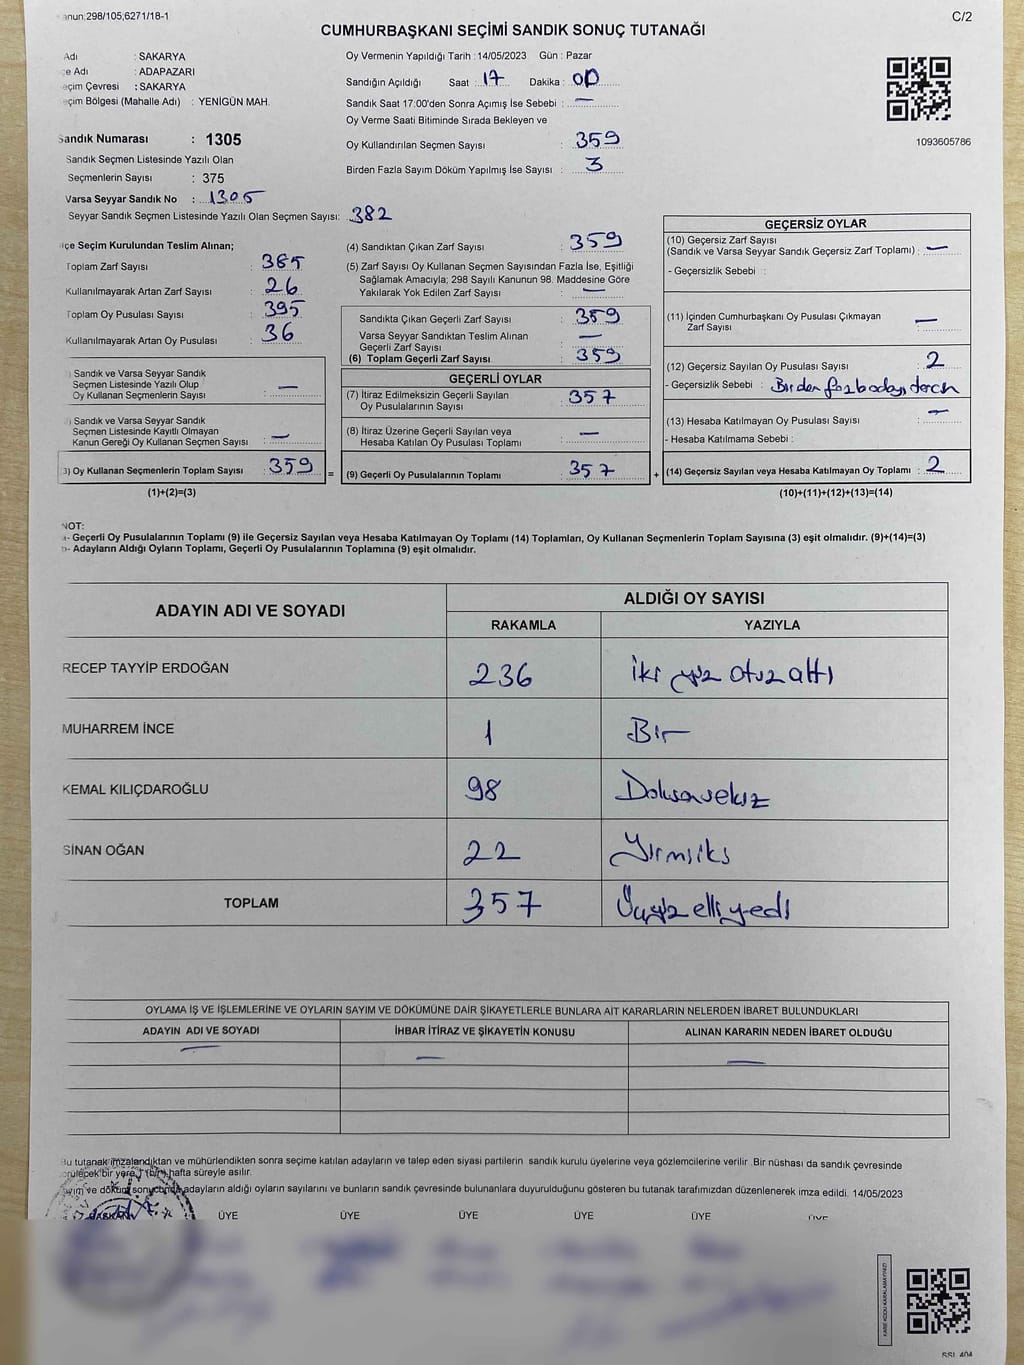 anun:298/105;6271/18-1
C/2
CUMHURBAŞKANI SEÇİMİ SANDIK SONUÇ TUTANAĞI
Adı : SAKARYA
çe Adı : ADAPAZARI
eçim Çevresi : SAKARYA
eçim Bölgesi (Mahalle Adı) : YENİGÜN MAH.
Sandık Numarası : 1305
Sandık Seçmen Listesinde Yazılı Olan
Seçmenlerin Sayısı : 375
Varsa Seyyar Sandık No : 1305
Seyyar Sandık Seçmen Listesinde Yazılı Olan Seçmen Sayısı: 382
Oy Vermenin Yapıldığı Tarih : 14/05/2023 Gün : Pazar
Sandığın Açıldığı Saat : 17 Dakika : 00
Sandık Saat 17:00'den Sonra Açımış İse Sebebi : —
Oy Verme Saati Bitiminde Sırada Bekleyen ve
Oy Kullandırılan Seçmen Sayısı : 359
Birden Fazla Sayım Döküm Yapılmış İse Sayısı : 3
1093605786
lçe Seçim Kurulundan Teslim Alınan;
Toplam Zarf Sayısı : 385
Kullanılmayarak Artan Zarf Sayısı : 26
Toplam Oy Pusulası Sayısı : 395
Kullanılmayarak Artan Oy Pusulası : 36
) Sandık ve Varsa Seyyar Sandık
Seçmen Listesinde Yazılı Olup
Oy Kullanan Seçmenlerin Sayısı : —
) Sandık ve Varsa Seyyar Sandık
Seçmen Listesinde Kayıtlı Olmayan
Kanun Gereği Oy Kullanan Seçmen Sayısı : —
3) Oy Kullanan Seçmenlerin Toplam Sayısı : 359
(1)+(2)=(3)
=
(4) Sandıktan Çıkan Zarf Sayısı : 359
(5) Zarf Sayısı Oy Kullanan Seçmen Sayısından Fazla İse, Eşitliği
Sağlamak Amacıyla; 298 Sayılı Kanunun 98. Maddesine Göre
Yakılarak Yok Edilen Zarf Sayısı : —
Sandıkta Çıkan Geçerli Zarf Sayısı : 359
Varsa Seyyar Sandıktan Teslim Alınan
Geçerli Zarf Sayısı : —
(6) Toplam Geçerli Zarf Sayısı : 359
GEÇERLİ OYLAR
(7) İtiraz Edilmeksizin Geçerli Sayılan
Oy Pusulalarının Sayısı : 357
(8) İtiraz Üzerine Geçerli Sayılan veya
Hesaba Katılan Oy Pusulası Toplamı : —
(9) Geçerli Oy Pusulalarının Toplamı : 357
+
GEÇERSİZ OYLAR
(10) Geçersiz Zarf Sayısı
(Sandık ve Varsa Seyyar Sandık Geçersiz Zarf Toplamı) : —
- Geçersizlik Sebebi :
(11) İçinden Cumhurbaşkanı Oy Pusulası Çıkmayan
Zarf Sayısı : —
(12) Geçersiz Sayılan Oy Pusulası Sayısı : 2
- Geçersizlik Sebebi : Birden
(13) Hesaba Katılmayan Oy Pusulası Sayısı : —
- Hesaba Katılmama Sebebi :
(14) Geçersiz Sayılan veya Hesaba Katılmayan Oy Toplamı : 2
(10)+(11)+(12)+(13)=(14)
NOT:
a- Geçerli Oy Pusulalarının Toplamı (9) ile Geçersiz Sayılan veya Hesaba Katılmayan Oy Toplamı (14) Toplamları, Oy Kullanan Seçmenlerin Toplam Sayısına (3) eşit olmalıdır. (9)+(14)=(3)
b- Adayların Aldığı Oyların Toplamı, Geçerli Oy Pusulalarının Toplamına (9) eşit olmalıdır.
ADAYIN ADI VE SOYADI
ALDIĞI OY SAYISI
RAKAMLA YAZIYLA
RECEP TAYYİP ERDOĞAN 236 iki yüz otuz altı
MUHARREM İNCE 1 Bir
KEMAL KILIÇDAROĞLU 98 Doksansekiz
SİNAN OĞAN 22 Yirmiiki
TOPLAM 357 Üçyüz elli yedi
OYLAMA İŞ VE İŞLEMLERİNE VE OYLARIN SAYIM VE DÖKÜMÜNE DAİR ŞİKAYETLERLE BUNLARA AİT KARARLARIN NELERDEN İBARET BULUNDUKLARI
ADAYIN ADI VE SOYADI İHBAR İTİRAZ VE ŞİKAYETİN KONUSU ALINAN KARARIN NEDEN İBARET OLDUĞU
— — —
Bu tutanak imzalandıktan ve mühürlendikten sonra seçime katılan adayların ve talep eden siyasi partilerin sandık kurulu üyelerine veya gözlemcilerine verilir. Bir nüshası da sandık çevresinde
görülecek bir yere 1 (bir) hafta süreyle asılır.
Sayım ve döküm sonucunda adayların aldığı oyların sayılarını ve bunların sandık çevresinde bulunanlara duyurulduğunu gösteren bu tutanak tarafımızdan düzenlenerek imza edildi. 14/05/2023
BAŞKAN ÜYE ÜYE ÜYE ÜYE ÜYE ÜYE
KARE KODU KARALAMAYINIZ!